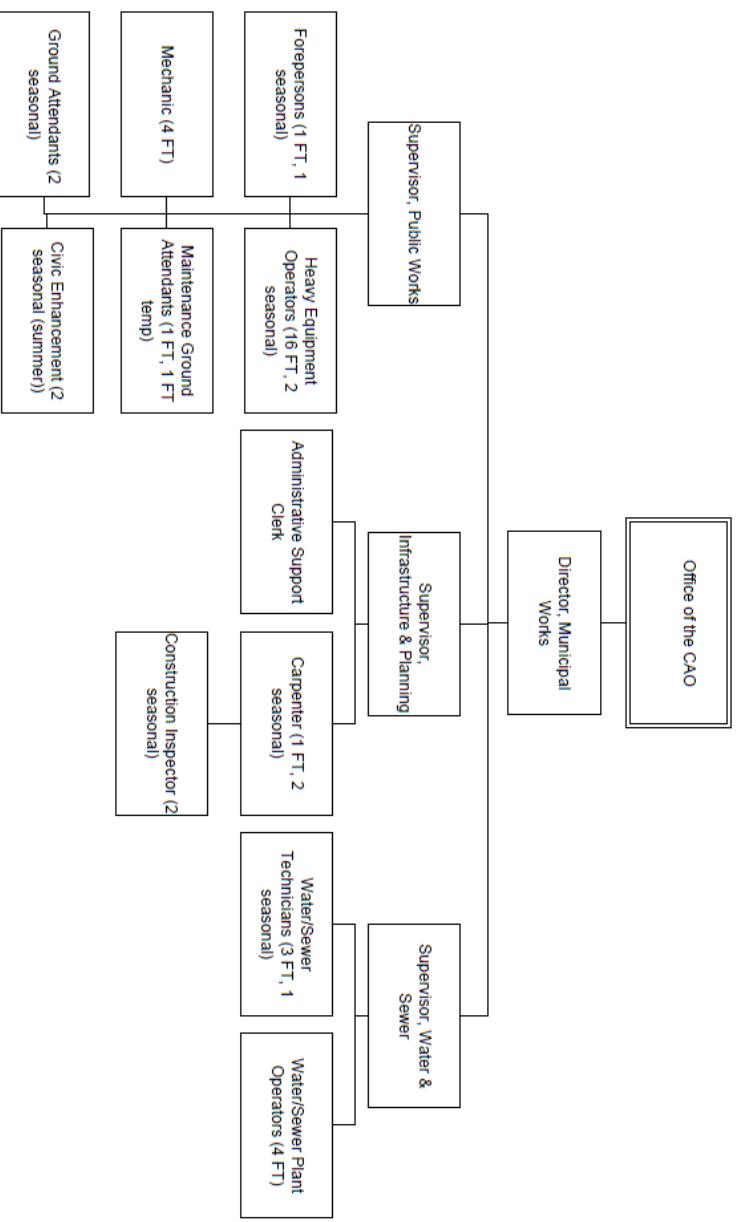 Office of the CAO
Director, Municipal
Works
Supervisor, Public Works
Supervisor,
Infrastructure & Planning
Supervisor, Water &
Sewer
Forepersons (1 FT, 1
seasonal)
Heavy Equipment
Operators (16 FT, 2
seasonal)
Mechanic (4 FT)
Maintenance Ground
Attendants (1 FT, 1 FT
temp)
Ground Attendants (2
seasonal)
Civic Enhancement (2
seasonal (summer))
Administrative Support
Clerk
Carpenter (1 FT, 2
seasonal)
Construction Inspector (2
seasonal)
Water/Sewer
Technicians (3 FT, 1
seasonal)
Water/Sewer Plant
Operators (4 FT)